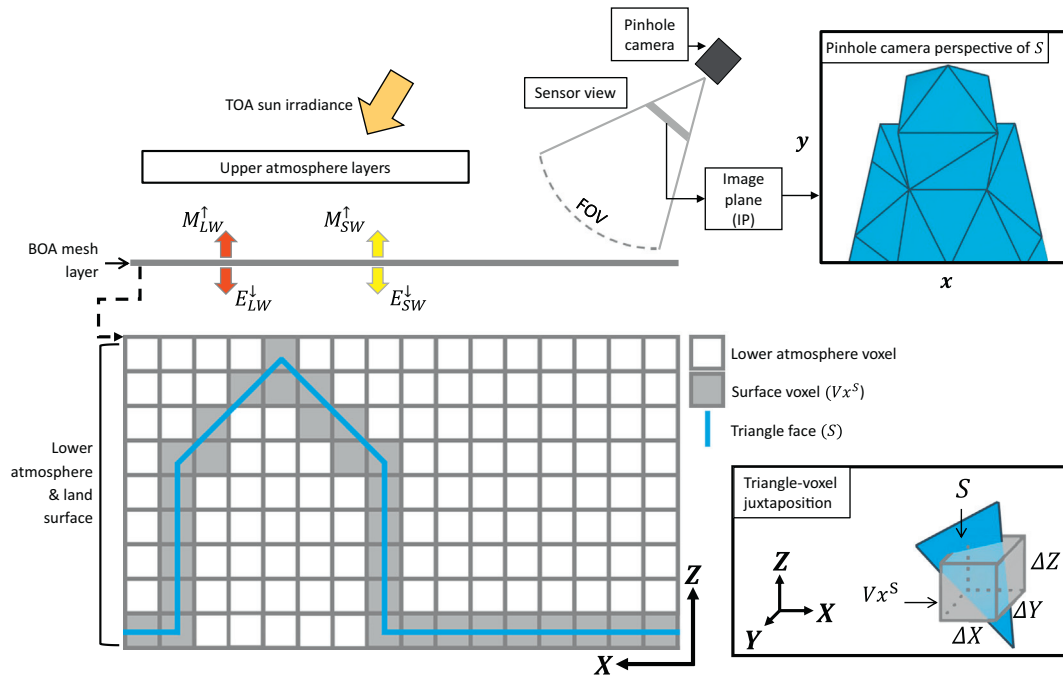 Pinhole
camera
Pinhole camera perspective of S
TOA sun irradiance
Sensor view
y
Upper atmosphere layers
Image
plane
(IP)
FOV
M↑LW
M↑SW
BOA mesh
layer
E↓LW
E↓SW
x
Lower atmosphere voxel
Surface voxel (Vx^S)
Triangle face (S)
Lower
atmosphere
& land
surface
Triangle-voxel
juxtaposition
S
Z
Z
ΔZ
Vx^S
X
ΔY
Y
ΔX
X